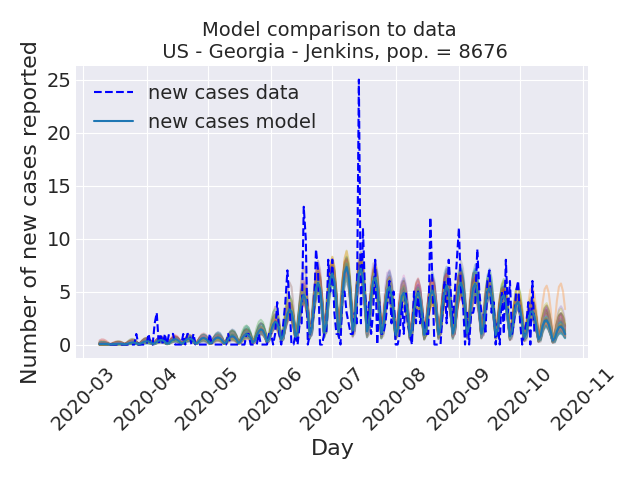 Model comparison to data
US - Georgia - Jenkins, pop. = 8676
Number of new cases reported
25
20
15
10
5
0
new cases data
new cases model
2020-03
2020-04
2020-05
2020-06
2020-07
2020-08
2020-09
2020-10
2020-11
Day